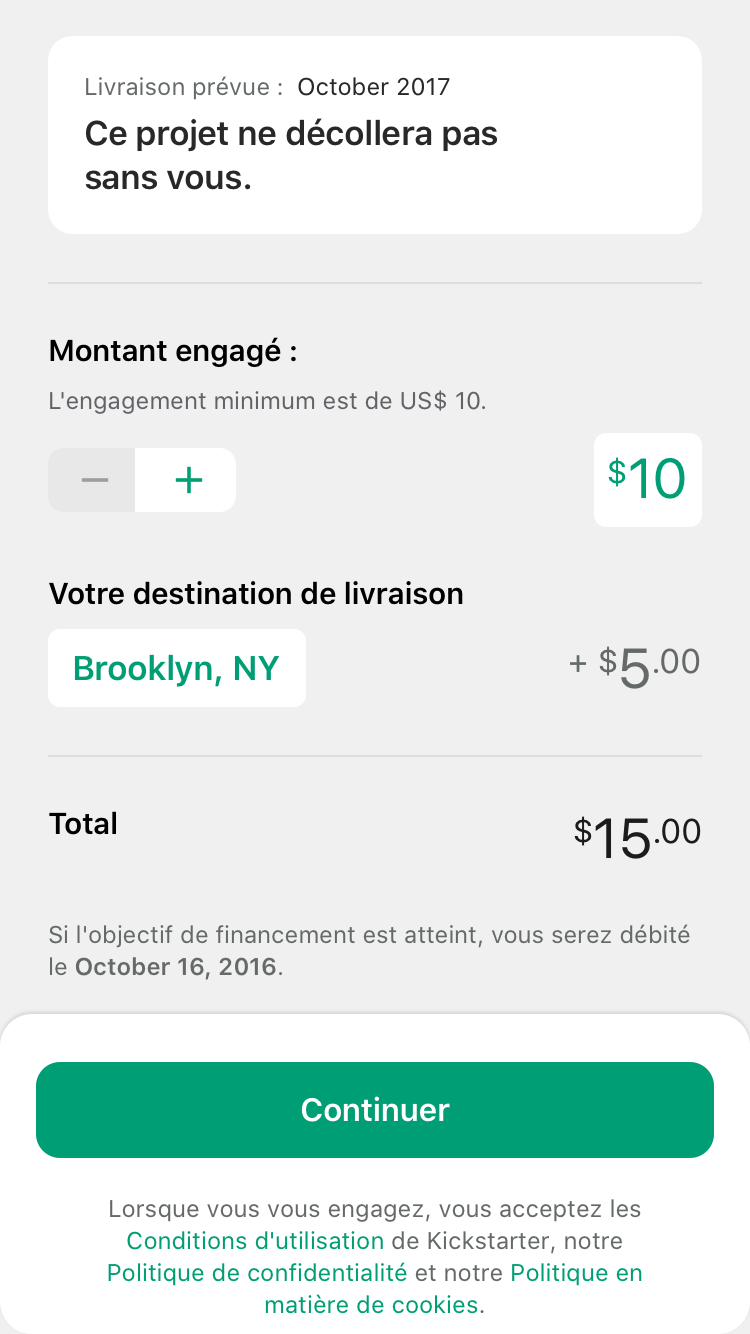 Livraison prévue : October 2017
Ce projet ne décollera pas
sans vous.
Montant engagé :
L'engagement minimum est de US$ 10.
− +
$10
Votre destination de livraison
Brooklyn, NY
+ $5.00
Total
$15.00
Si l'objectif de financement est atteint, vous serez débité
le October 16, 2016.
Continuer
Lorsque vous vous engagez, vous acceptez les
Conditions d'utilisation de Kickstarter, notre
Politique de confidentialité et notre Politique en
matière de cookies.